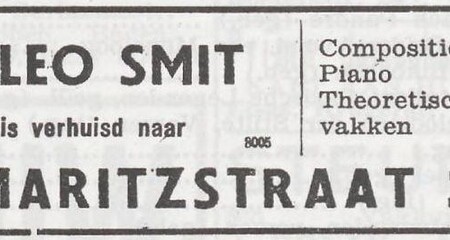 LEO SMIT
is verhuisd naar
8005
Compositie
Piano
Theoretisc
vakken
MARITZSTRAAT